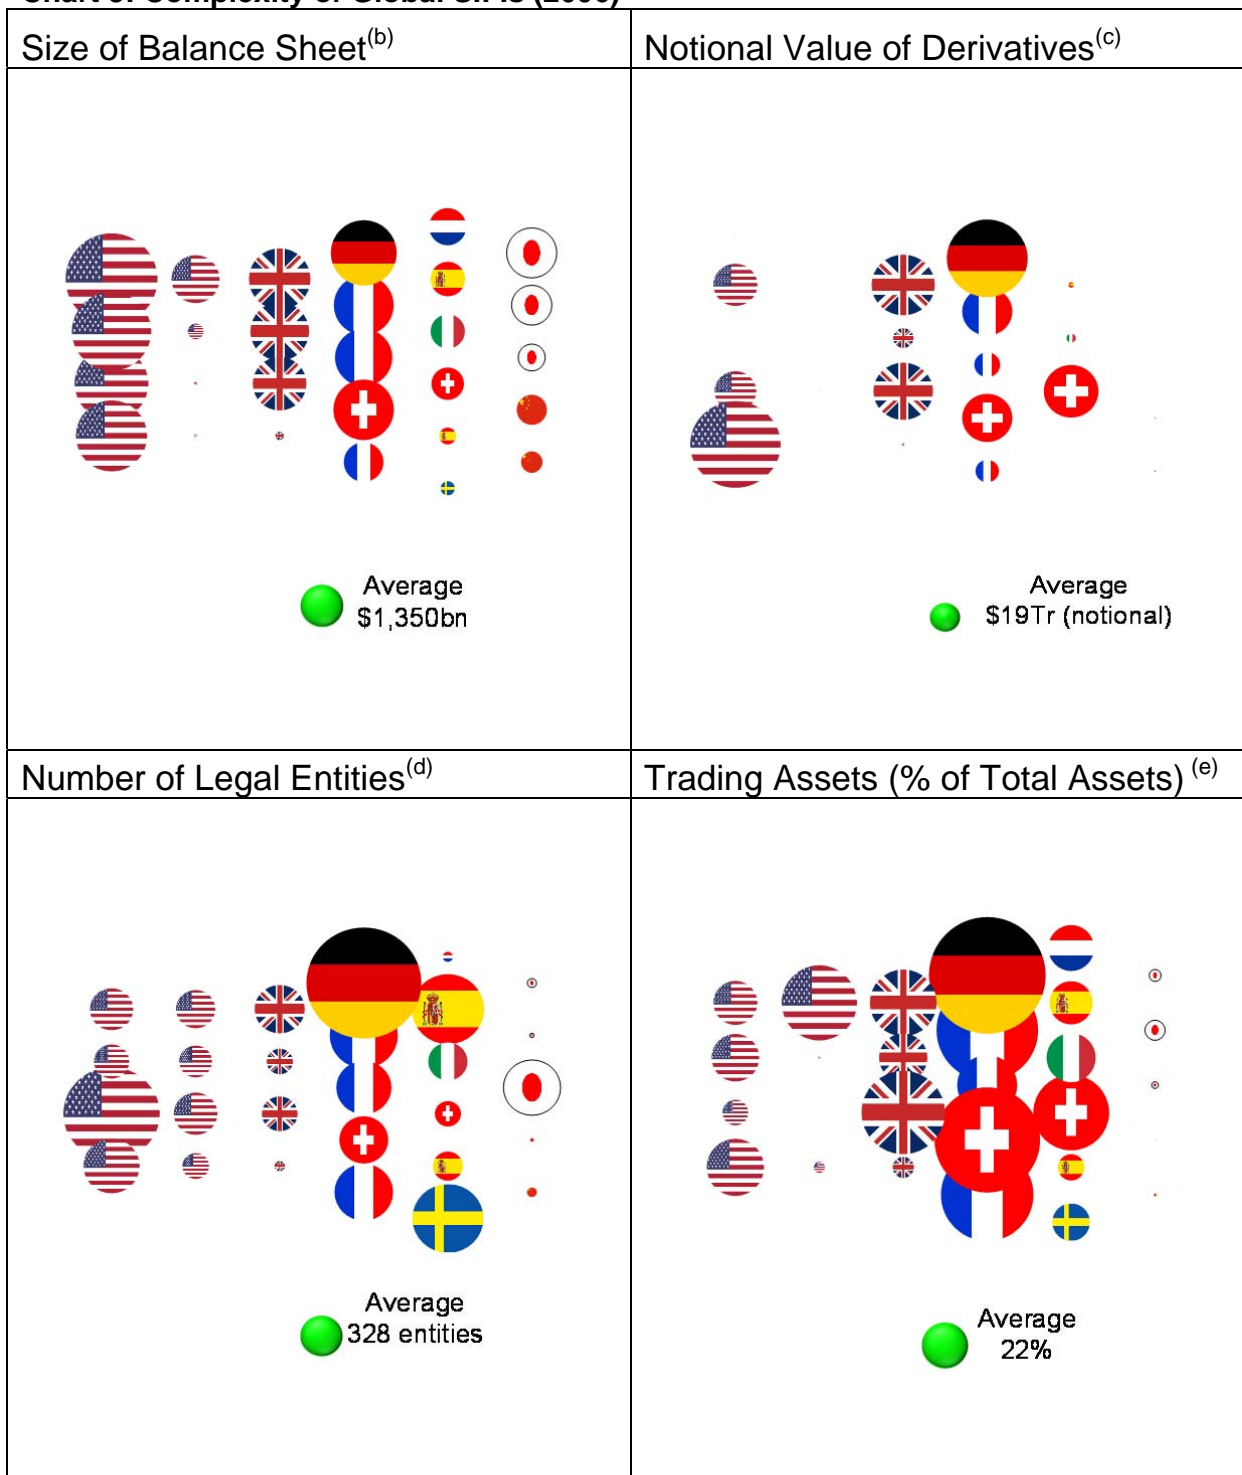 Size of Balance Sheet(b)
Notional Value of Derivatives(c)
Average
$1,350bn
Average
$19Tr (notional)
Number of Legal Entities(d)
Trading Assets (% of Total Assets) (e)
Average
328 entities
Average
22%